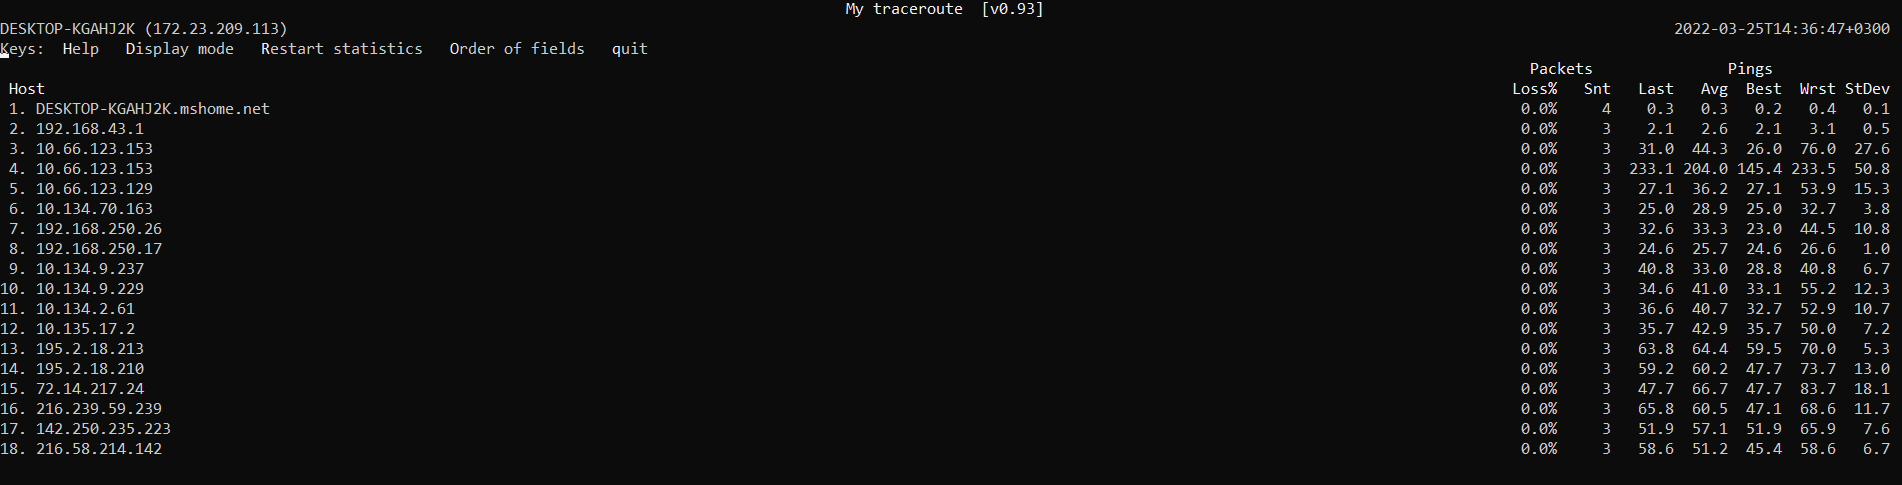 My traceroute  [v0.93]
DESKTOP-KGAHJ2K (172.23.209.113) 2022-03-25T14:36:47+0300
Keys:  Help   Display mode   Restart statistics   Order of fields   quit
Packets Pings
Host Loss% Snt Last Avg Best Wrst StDev
1. DESKTOP-KGAHJ2K.mshome.net 0.0% 4 0.3 0.3 0.2 0.4 0.1
2. 192.168.43.1 0.0% 3 2.1 2.6 2.1 3.1 0.5
3. 10.66.123.153 0.0% 3 31.0 44.3 26.0 76.0 27.6
4. 10.66.123.153 0.0% 3 233.1 204.0 145.4 233.5 50.8
5. 10.66.123.129 0.0% 3 27.1 36.2 27.1 53.9 15.3
6. 10.134.70.163 0.0% 3 25.0 28.9 25.0 32.7 3.8
7. 192.168.250.26 0.0% 3 32.6 33.3 23.0 44.5 10.8
8. 192.168.250.17 0.0% 3 24.6 25.7 24.6 26.6 1.0
9. 10.134.9.237 0.0% 3 40.8 33.0 28.8 40.8 6.7
10. 10.134.9.229 0.0% 3 34.6 41.0 33.1 55.2 12.3
11. 10.134.2.61 0.0% 3 36.6 40.7 32.7 52.9 10.7
12. 10.135.17.2 0.0% 3 35.7 42.9 35.7 50.0 7.2
13. 195.2.18.213 0.0% 3 63.8 64.4 59.5 70.0 5.3
14. 195.2.18.210 0.0% 3 59.2 60.2 47.7 73.7 13.0
15. 72.14.217.24 0.0% 3 47.7 66.7 47.7 83.7 18.1
16. 216.239.59.239 0.0% 3 65.8 60.5 47.1 68.6 11.7
17. 142.250.235.223 0.0% 3 51.9 57.1 51.9 65.9 7.6
18. 216.58.214.142 0.0% 3 58.6 51.2 45.4 58.6 6.7